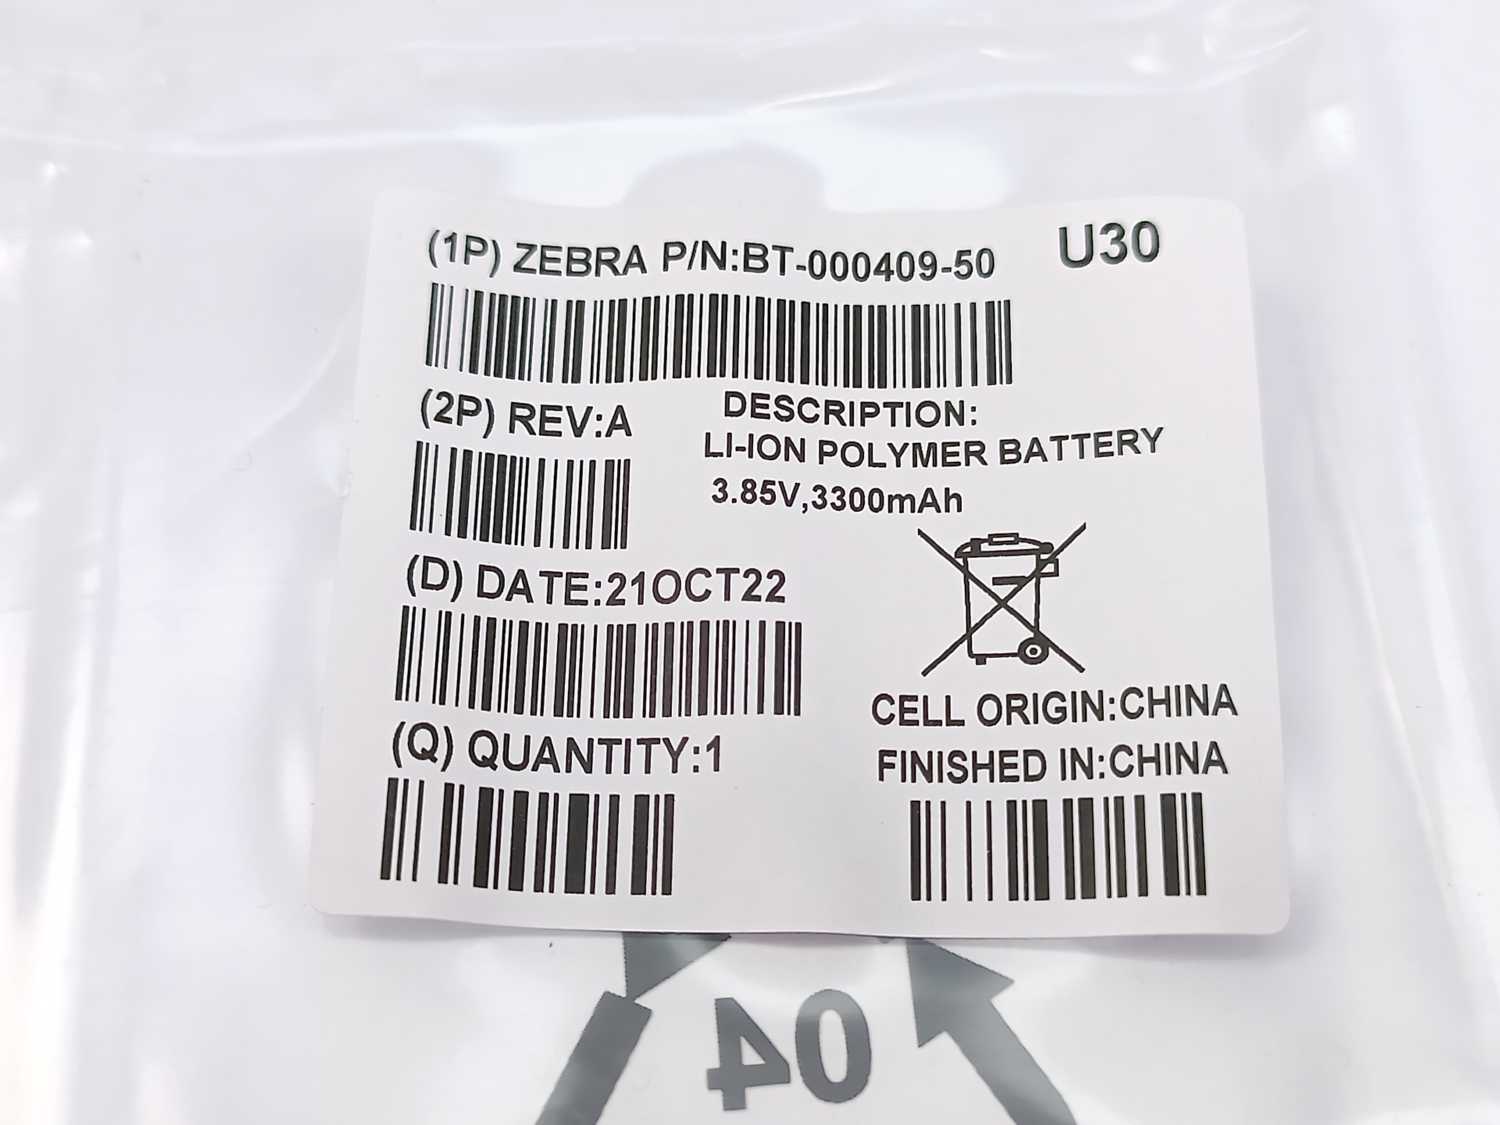 (1P) ZEBRA P/N:BT-000409-50
U30
(2P) REV:A
DESCRIPTION:
LI-ION POLYMER BATTERY
3.85V,3300mAh
(D) DATE:21OCT22
(Q) QUANTITY:1
CELL ORIGIN:CHINA
FINISHED IN:CHINA
04